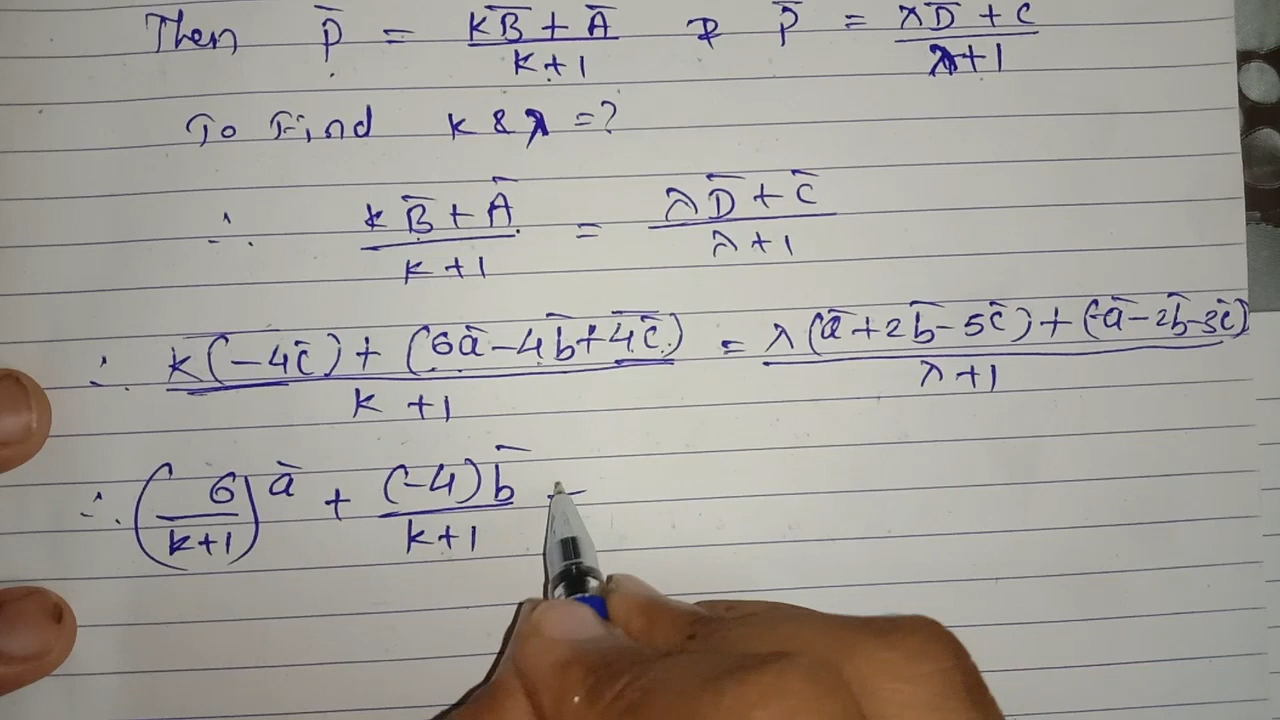 Then P̄ = (kB̄ + Ā)/(k+1) & P̄ = (λD̄ + C̄)/(λ+1)
To Find k & λ = ?
∴ (kB̄ + Ā)/(k+1) = (λD̄ + C̄)/(λ+1)
∴ (k(-4c̄) + (6ā-4b̄+4c̄))/(k+1) = (λ(ā+2b̄-5c̄) + (-ā-2b̄-3c̄))/(λ+1)
∴ (6/(k+1))ā + ((-4)b̄)/(k+1) +